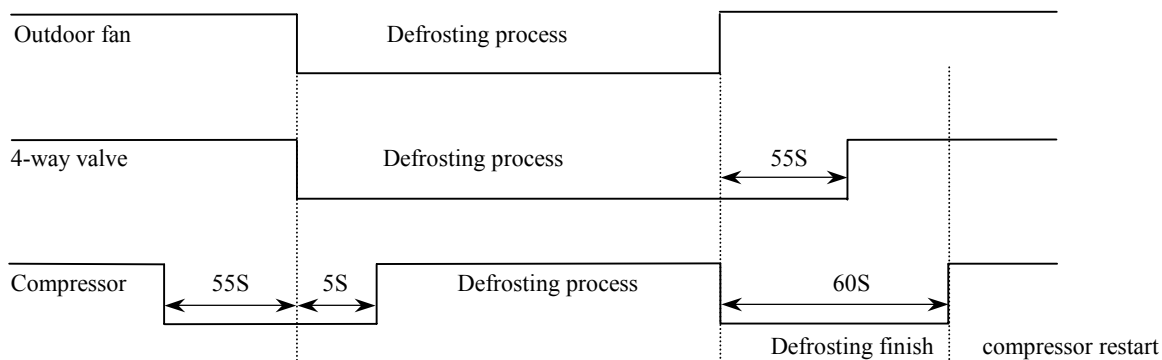 Outdoor fan
Defrosting process
4-way valve
Defrosting process
55S
Compressor
55S
5S
Defrosting process
60S
Defrosting finish
compressor restart